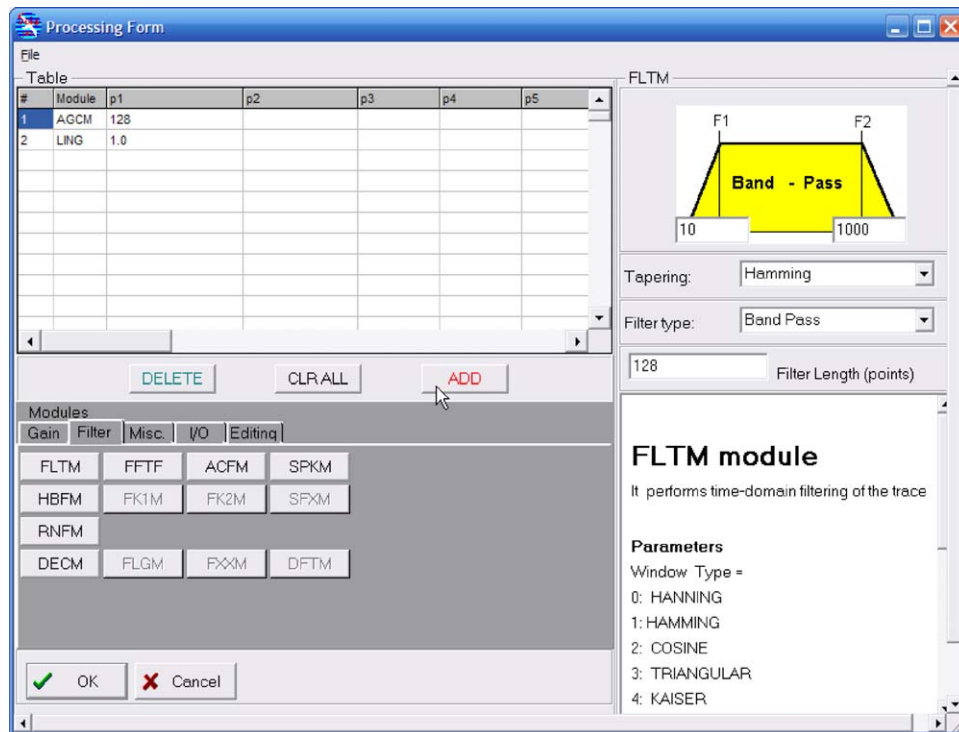 Processing Form
File
Table
# Module p1 p2 p3 p4 p5
1 AGCM 128
2 LING 1.0
DELETE CLR ALL ADD
Modules
Gain Filter Misc. I/O Editing
FLTM FFTF ACFM SPKM
HBFM FK1M FK2M SFXM
RNFM
DECM FLGM FXXM DFTM
OK Cancel
FLTM
F1 F2
Band - Pass
10 1000
Tapering: Hamming
Filter type: Band Pass
128 Filter Length (points)
FLTM module
It performs time-domain filtering of the trace
Parameters
Window Type =
0: HANNING
1: HAMMING
2: COSINE
3: TRIANGULAR
4: KAISER